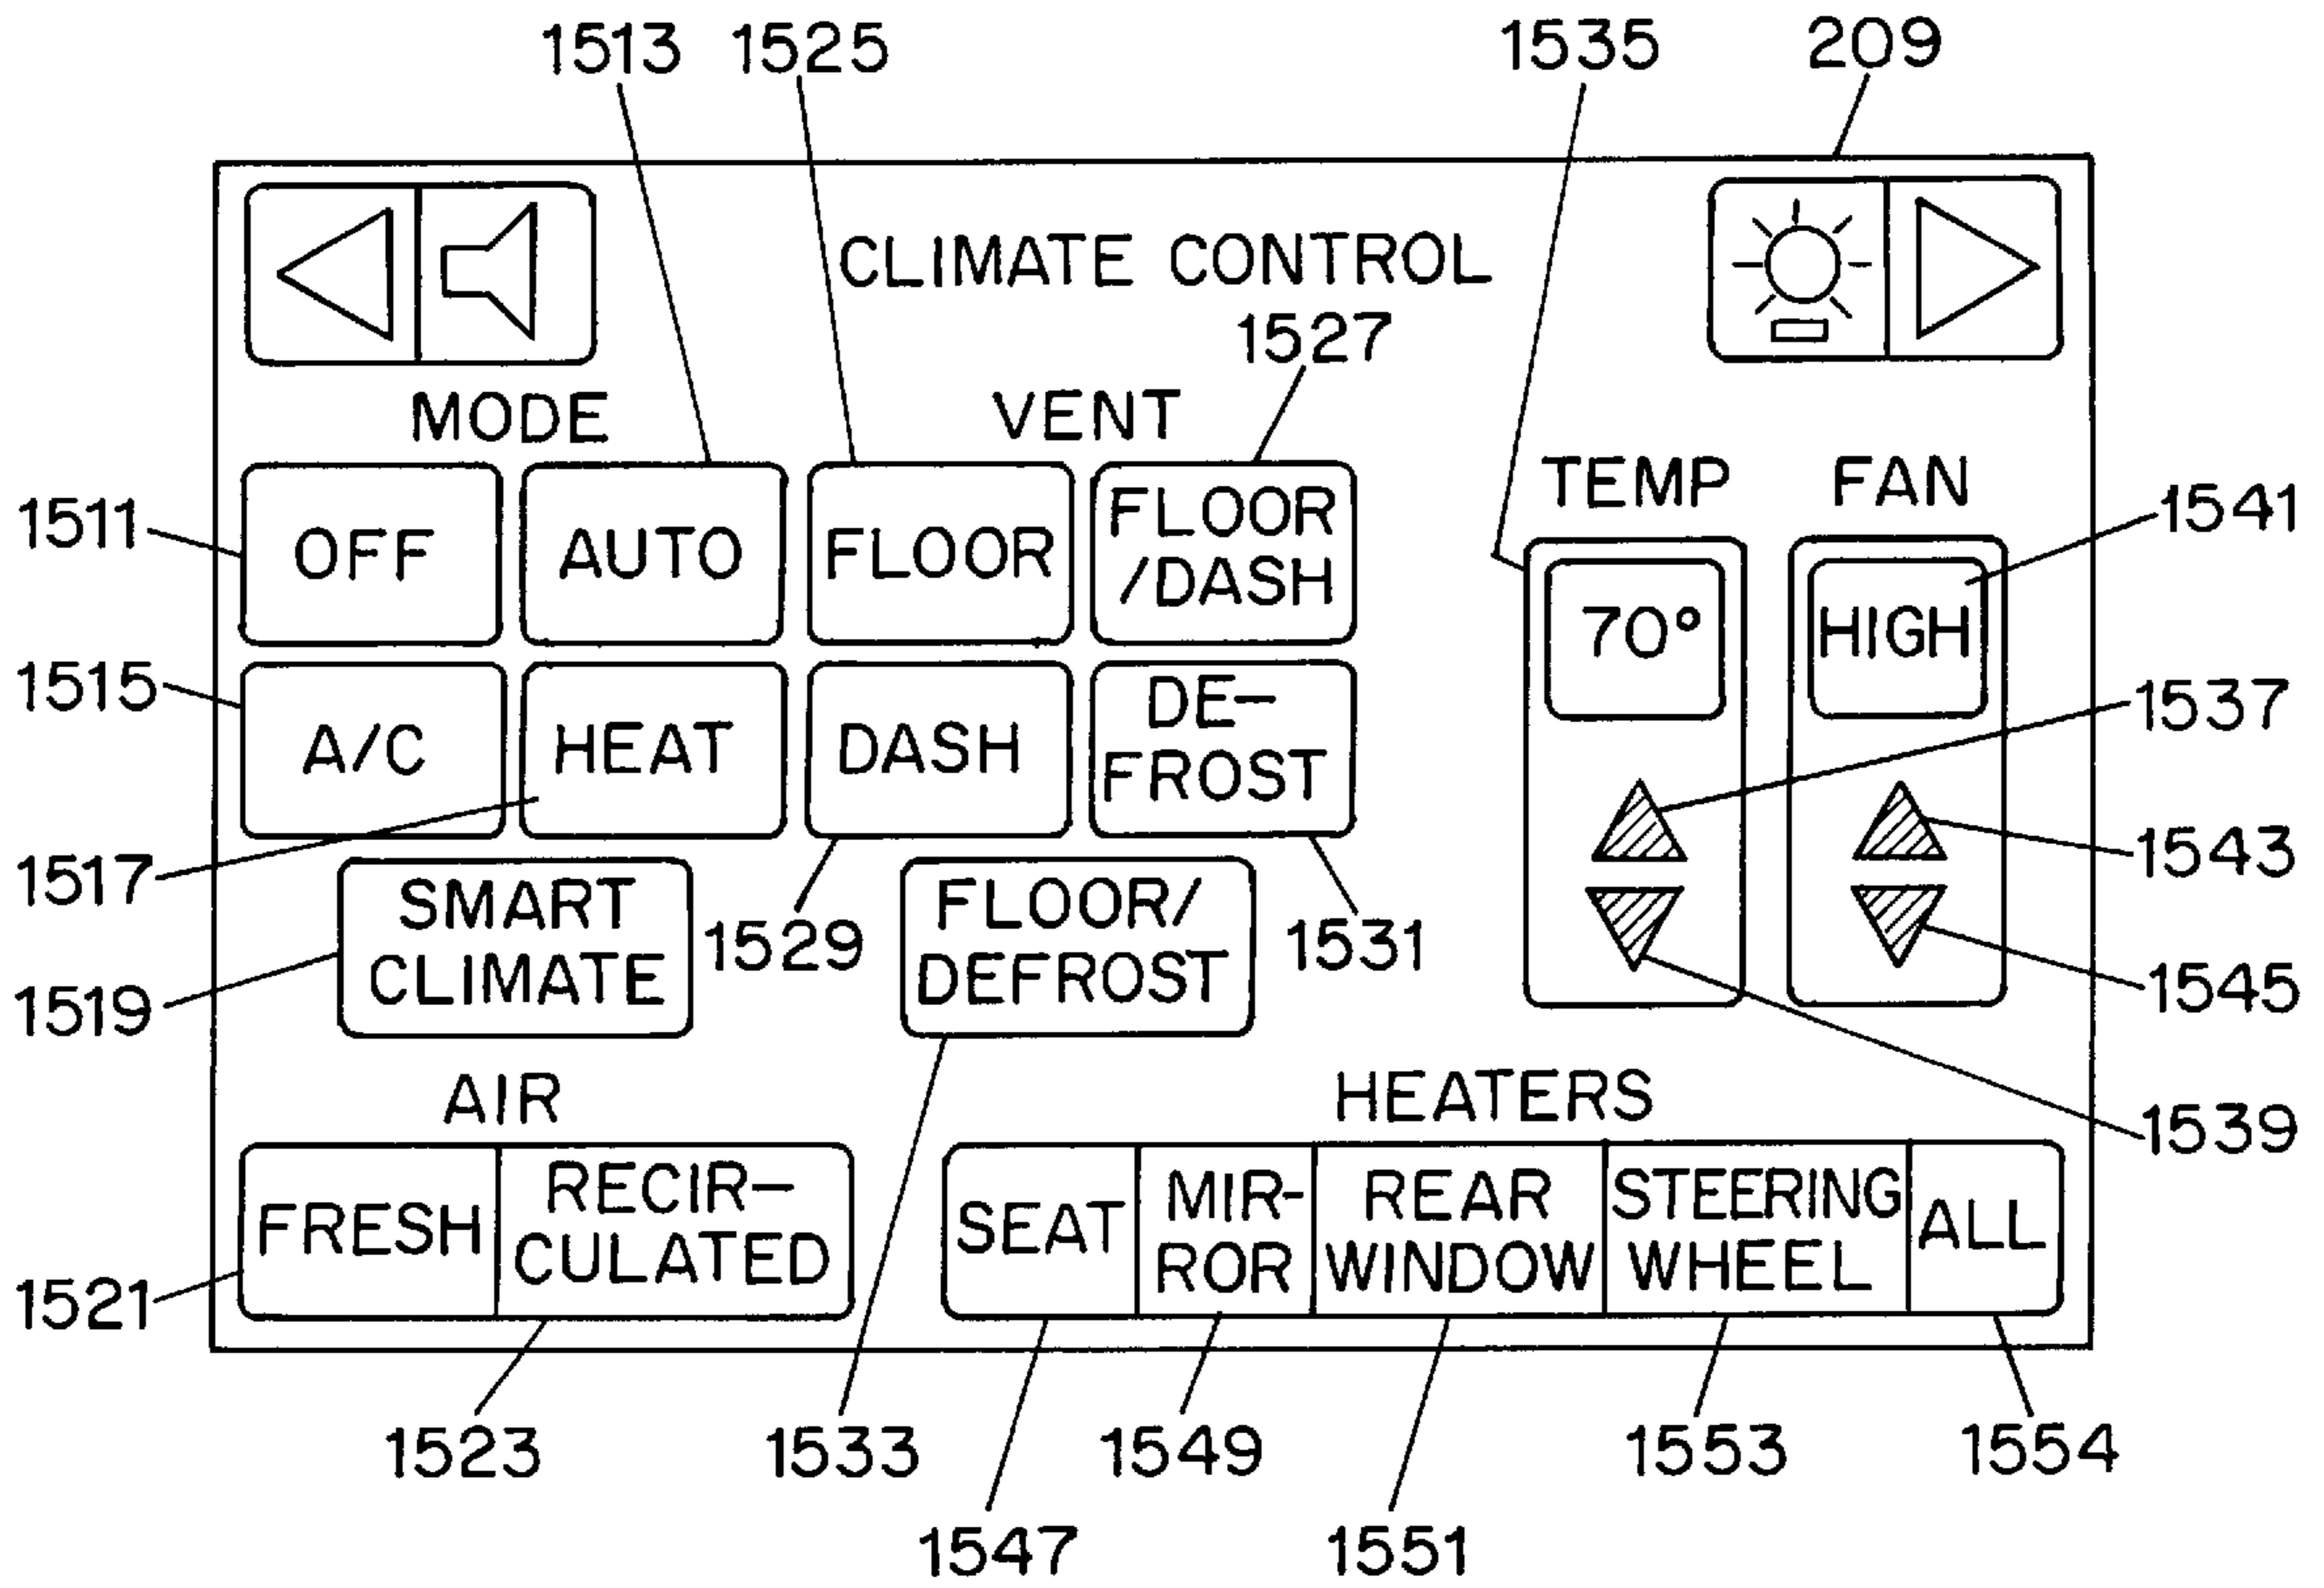 1513 1525 1535 209
CLIMATE CONTROL
1527
MODE VENT
TEMP FAN
1511 OFF AUTO FLOOR FLOOR
/DASH
70° HIGH 1541
1515 A/C HEAT DASH DE-
FROST
1537
1517
1543
SMART
CLIMATE
1529
FLOOR/
DEFROST
1531
1519
1545
AIR HEATERS
1539
FRESH RECIR-
CULATED
SEAT MIR-
ROR
REAR
WINDOW
STEERING
WHEEL
ALL
1521
1523 1533 1549 1553 1554
1547 1551